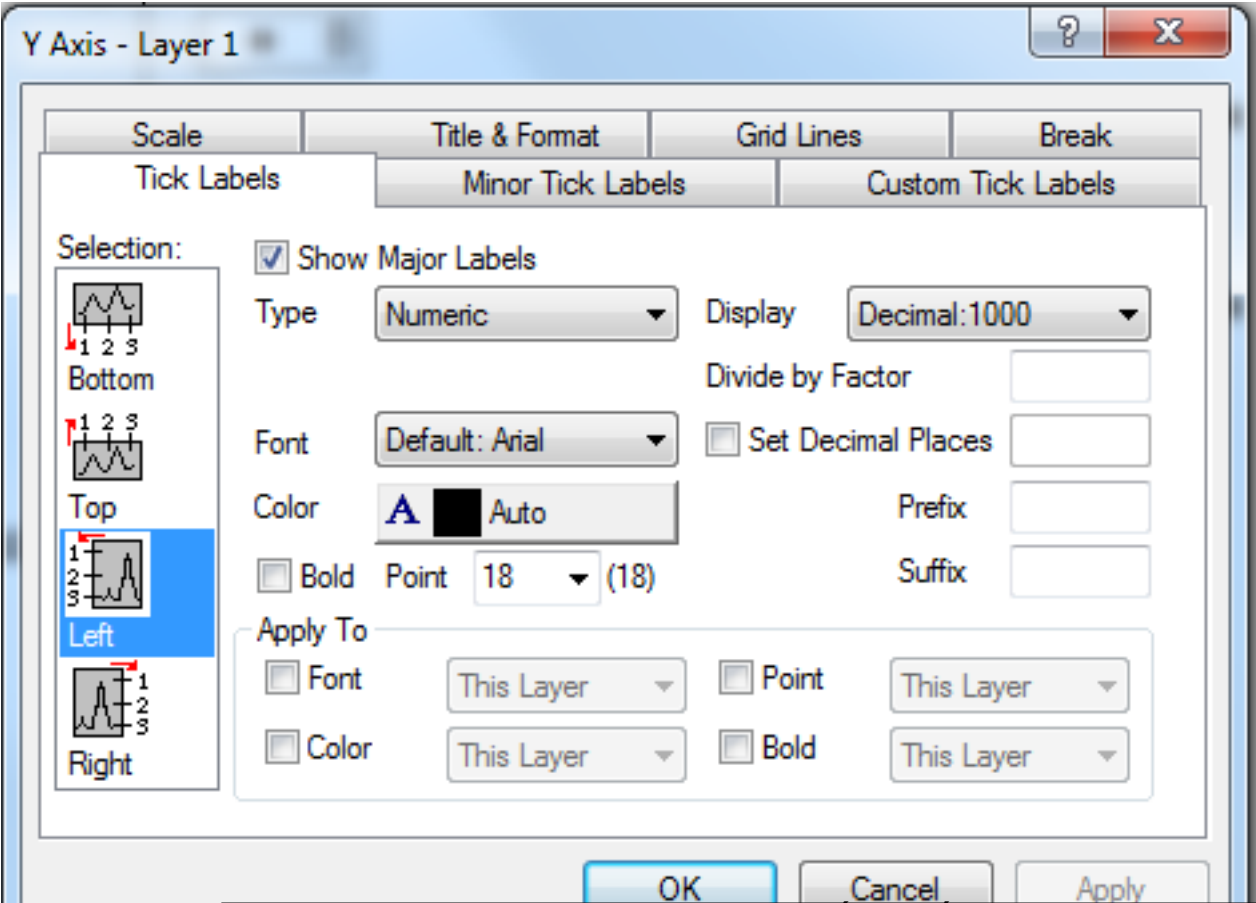 Y Axis - Layer 1
?
Scale Title & Format Grid Lines Break
Tick Labels Minor Tick Labels Custom Tick Labels
Selection:
1 2 3
Bottom
1 2 3
Top
1
2
3
Left
1
2
3
Right
Show Major Labels
Type Numeric Display Decimal:1000
Divide by Factor
Font Default: Arial Set Decimal Places
Color A Auto Prefix
Bold Point 18 (18) Suffix
Apply To
Font This Layer Point This Layer
Color This Layer Bold This Layer
OK Cancel Apply